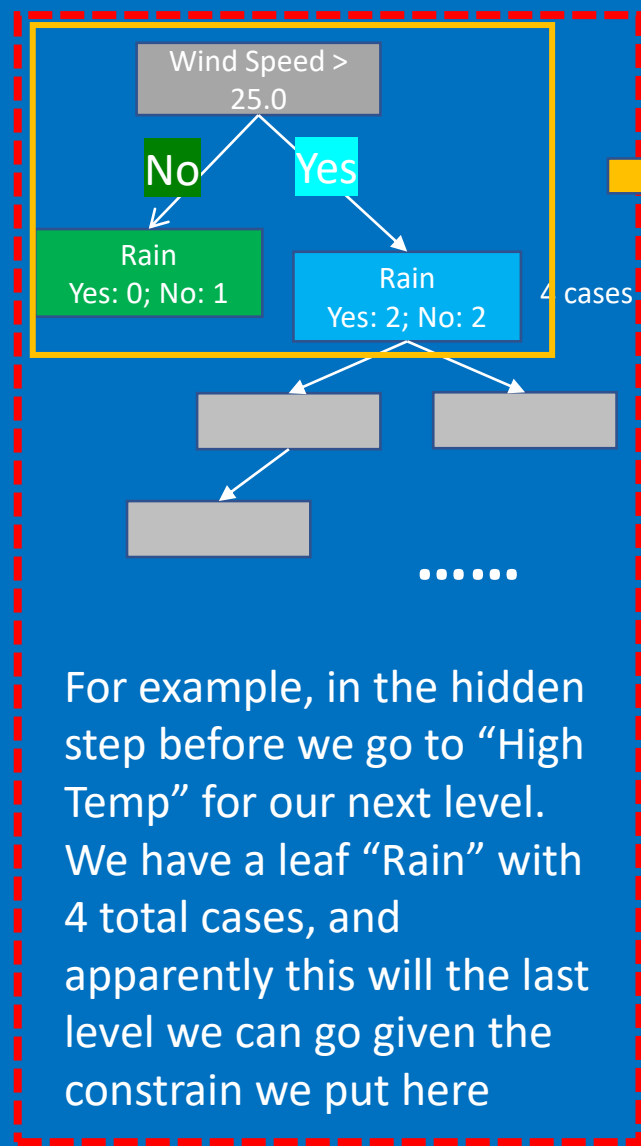 Wind Speed >
25.0
No
Yes
Rain
Yes: 0; No: 1
Rain
Yes: 2; No: 2
4 cases
......
For example, in the hidden
step before we go to “High
Temp” for our next level.
We have a leaf “Rain” with
4 total cases, and
apparently this will the last
level we can go given the
constrain we put here